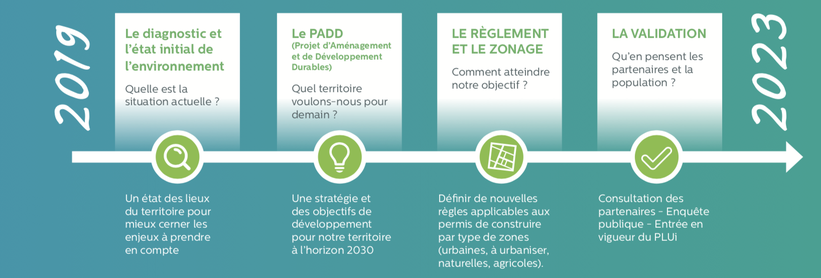 2019
Le diagnostic et
l'état initial de
l'environnement
Quelle est la
situation actuelle ?
Un état des lieux
du territoire pour
mieux cerner les
enjeux à prendre
en compte
Le PADD
(Projet d'Aménagement
et de Développement
Durables)
Quel territoire
voulons-nous pour
demain ?
Une stratégie et
des objectifs de
développement
pour notre territoire
à l'horizon 2030
LE RÈGLEMENT
ET LE ZONAGE
Comment atteindre
notre objectif ?
Définir de nouvelles
règles applicables aux
permis de construire
par type de zones
(urbaines, à urbaniser,
naturelles, agricoles).
LA VALIDATION
Qu'en pensent les
partenaires et la
population ?
Consultation des
partenaires - Enquête
publique - Entrée en
vigueur du PLUi
2023